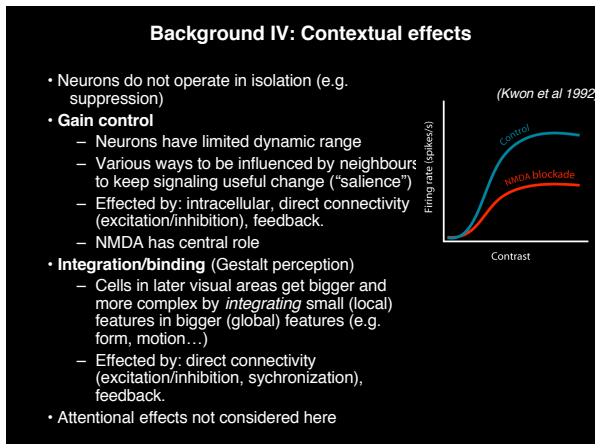 Background IV: Contextual effects
• Neurons do not operate in isolation (e.g.
suppression)
• Gain control
– Neurons have limited dynamic range
– Various ways to be influenced by neighbours
to keep signaling useful change (“salience”)
– Effected by: intracellular, direct connectivity
(excitation/inhibition), feedback.
– NMDA has central role
• Integration/binding (Gestalt perception)
– Cells in later visual areas get bigger and
more complex by integrating small (local)
features in bigger (global) features (e.g.
form, motion…)
– Effected by: direct connectivity
(excitation/inhibition, sychronization),
feedback.
• Attentional effects not considered here
(Kwon et al 1992)
Firing rate (spikes/s)
Control
NMDA blockade
Contrast